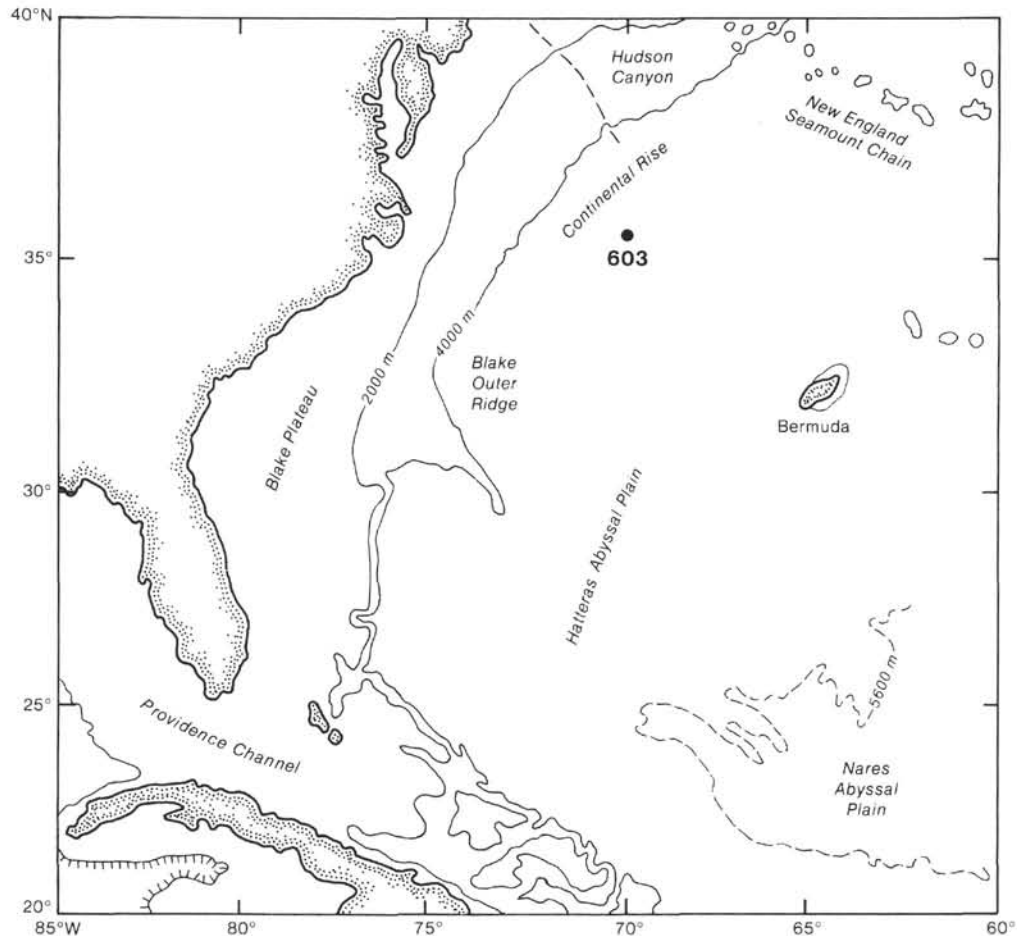 40°N
Hudson
Canyon
New England
Seamount Chain
Continental Rise
603
35°
4000 m
2000 m
Blake
Outer
Ridge
Blake Plateau
Bermuda
30°
Hatteras Abyssal Plain
5600 m
25°
Providence Channel
Nares
Abyssal
Plain
20°
85°W
80°
75°
70°
65°
60°